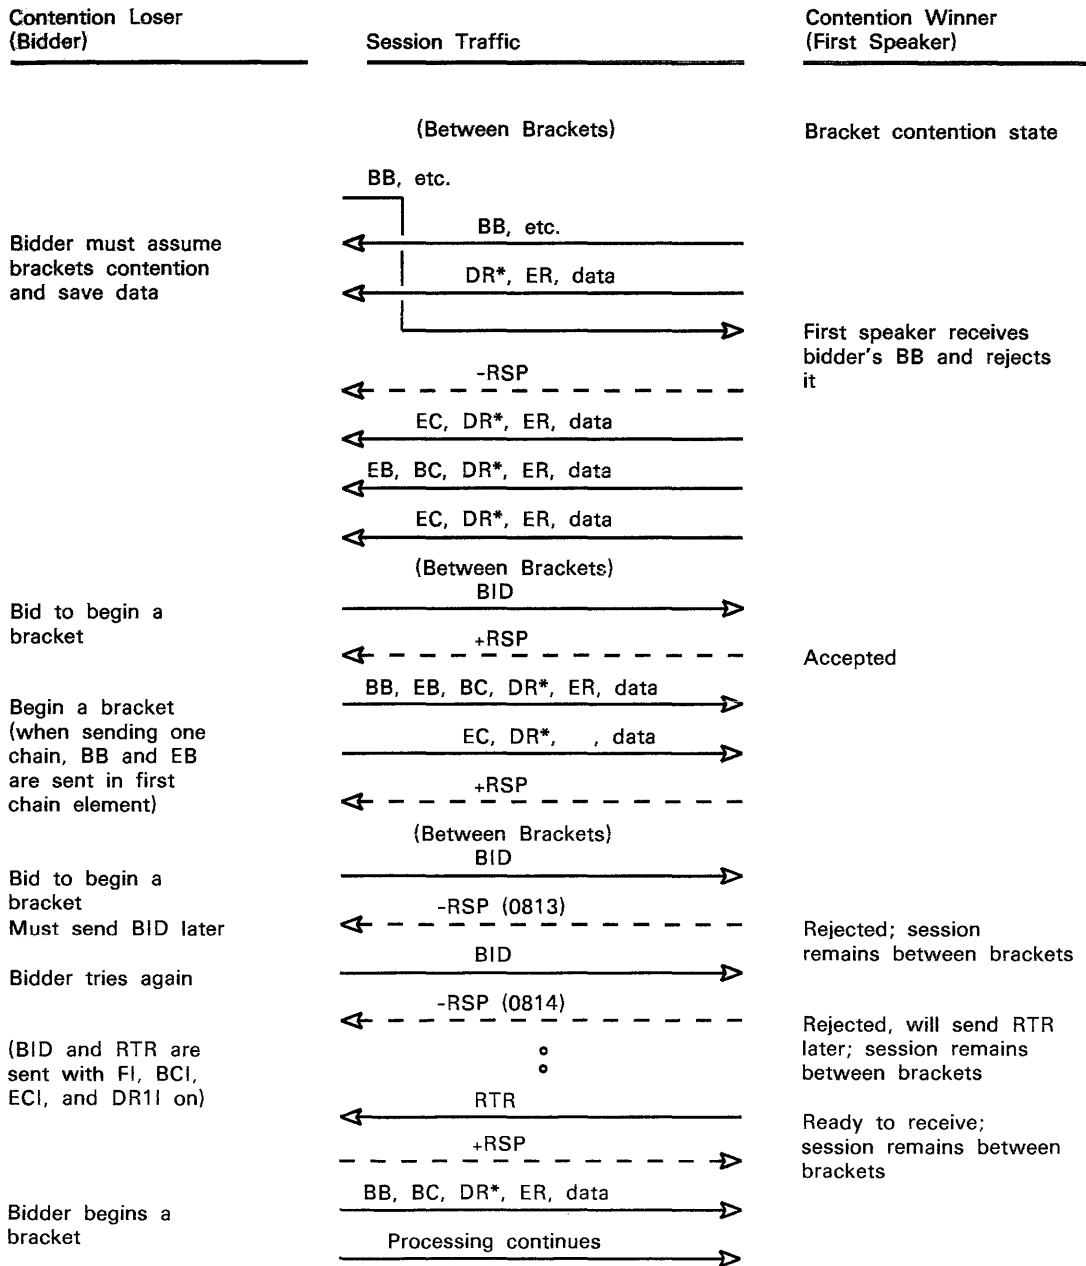 Contention Loser
(Bidder)
Session Traffic
Contention Winner
(First Speaker)
(Between Brackets)
Bracket contention state
BB, etc.
BB, etc.
Bidder must assume
brackets contention
and save data
DR*, ER, data
First speaker receives
bidder's BB and rejects
it
-RSP
EC, DR*, ER, data
EB, BC, DR*, ER, data
EC, DR*, ER, data
(Between Brackets)
BID
Bid to begin a
bracket
+RSP
Accepted
BB, EB, BC, DR*, ER, data
Begin a bracket
(when sending one
chain, BB and EB
are sent in first
chain element)
EC, DR*, , data
+RSP
(Between Brackets)
BID
Bid to begin a
bracket
Must send BID later
-RSP (0813)
Rejected; session
remains between brackets
BID
Bidder tries again
-RSP (0814)
Rejected, will send RTR
later; session remains
between brackets
(BID and RTR are
sent with FI, BCI,
ECI, and DR1I on)
RTR
Ready to receive;
session remains between
brackets
+RSP
BB, BC, DR*, ER, data
Bidder begins a
bracket
Processing continues